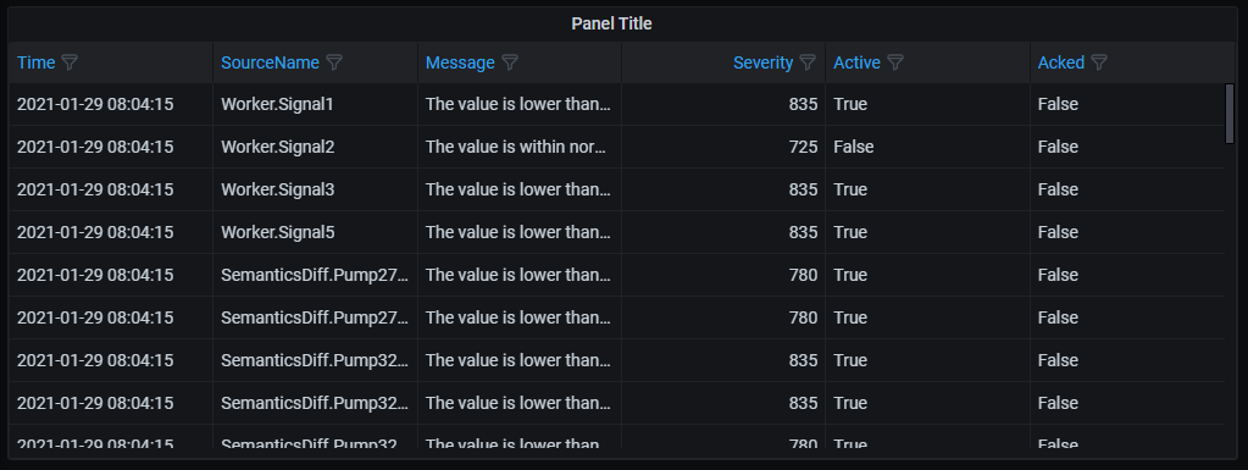 Panel Title
Time SourceName Message Severity Active Acked
2021-01-29 08:04:15 Worker.Signal1 The value is lower than... 835 True False
2021-01-29 08:04:15 Worker.Signal2 The value is within nor... 725 False False
2021-01-29 08:04:15 Worker.Signal3 The value is lower than... 835 True False
2021-01-29 08:04:15 Worker.Signal5 The value is lower than... 835 True False
2021-01-29 08:04:15 SemanticsDiff.Pump27... The value is lower than... 780 True False
2021-01-29 08:04:15 SemanticsDiff.Pump27... The value is lower than... 780 True False
2021-01-29 08:04:15 SemanticsDiff.Pump32... The value is lower than... 835 True False
2021-01-29 08:04:15 SemanticsDiff.Pump32... The value is lower than... 835 True False
2021-01-29 08:04:15 SemanticsDiff.Pump32 The value is lower than 780 True False